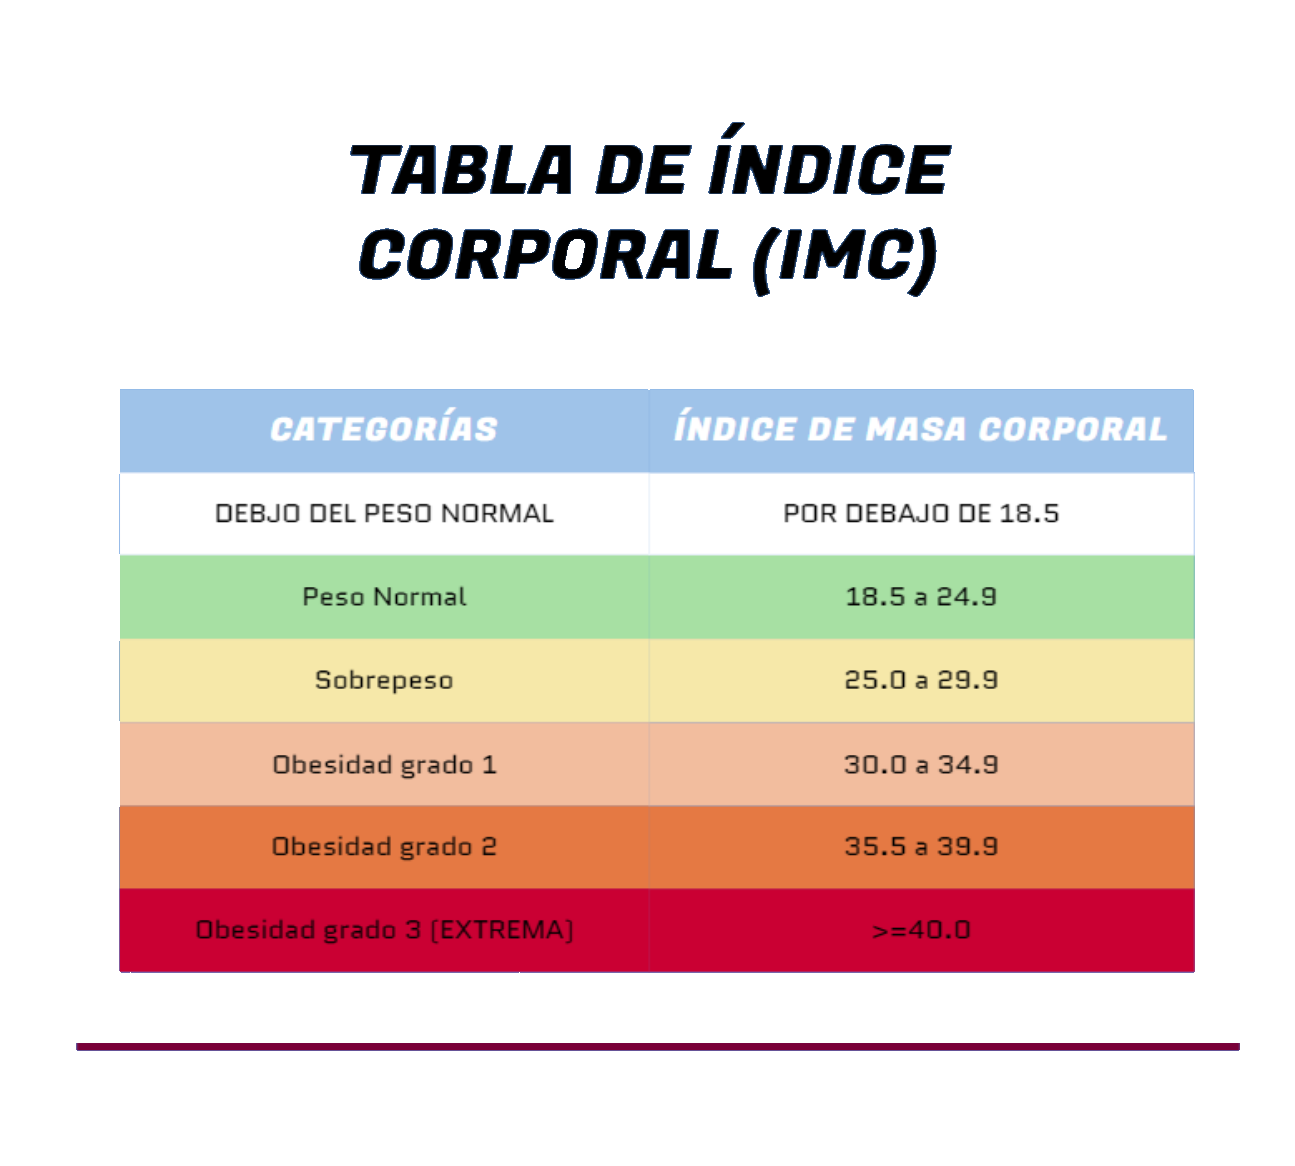 TABLA DE ÍNDICE
CORPORAL (IMC)
CATEGORÍAS ÍNDICE DE MASA CORPORAL
DEBJO DEL PESO NORMAL POR DEBAJO DE 18.5
Peso Normal 18.5 a 24.9
Sobrepeso 25.0 a 29.9
Obesidad grado 1 30.0 a 34.9
Obesidad grado 2 35.5 a 39.9
Obesidad grado 3 (EXTREMA) >=40.0